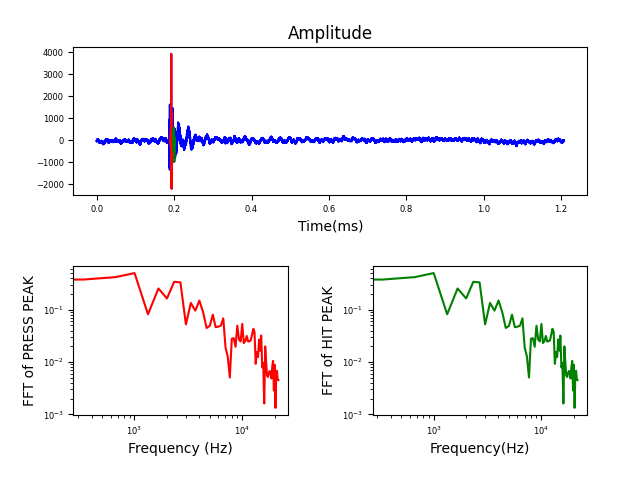 Amplitude
4000
3000
2000
1000
0
−1000
−2000
0.0 0.2 0.4 0.6 0.8 1.0 1.2
Time(ms)
FFT of PRESS PEAK
10⁻¹
10⁻²
10⁻³
10³ 10⁴
Frequency (Hz)
FFT of HIT PEAK
10⁻¹
10⁻²
10⁻³
10³ 10⁴
Frequency(Hz)